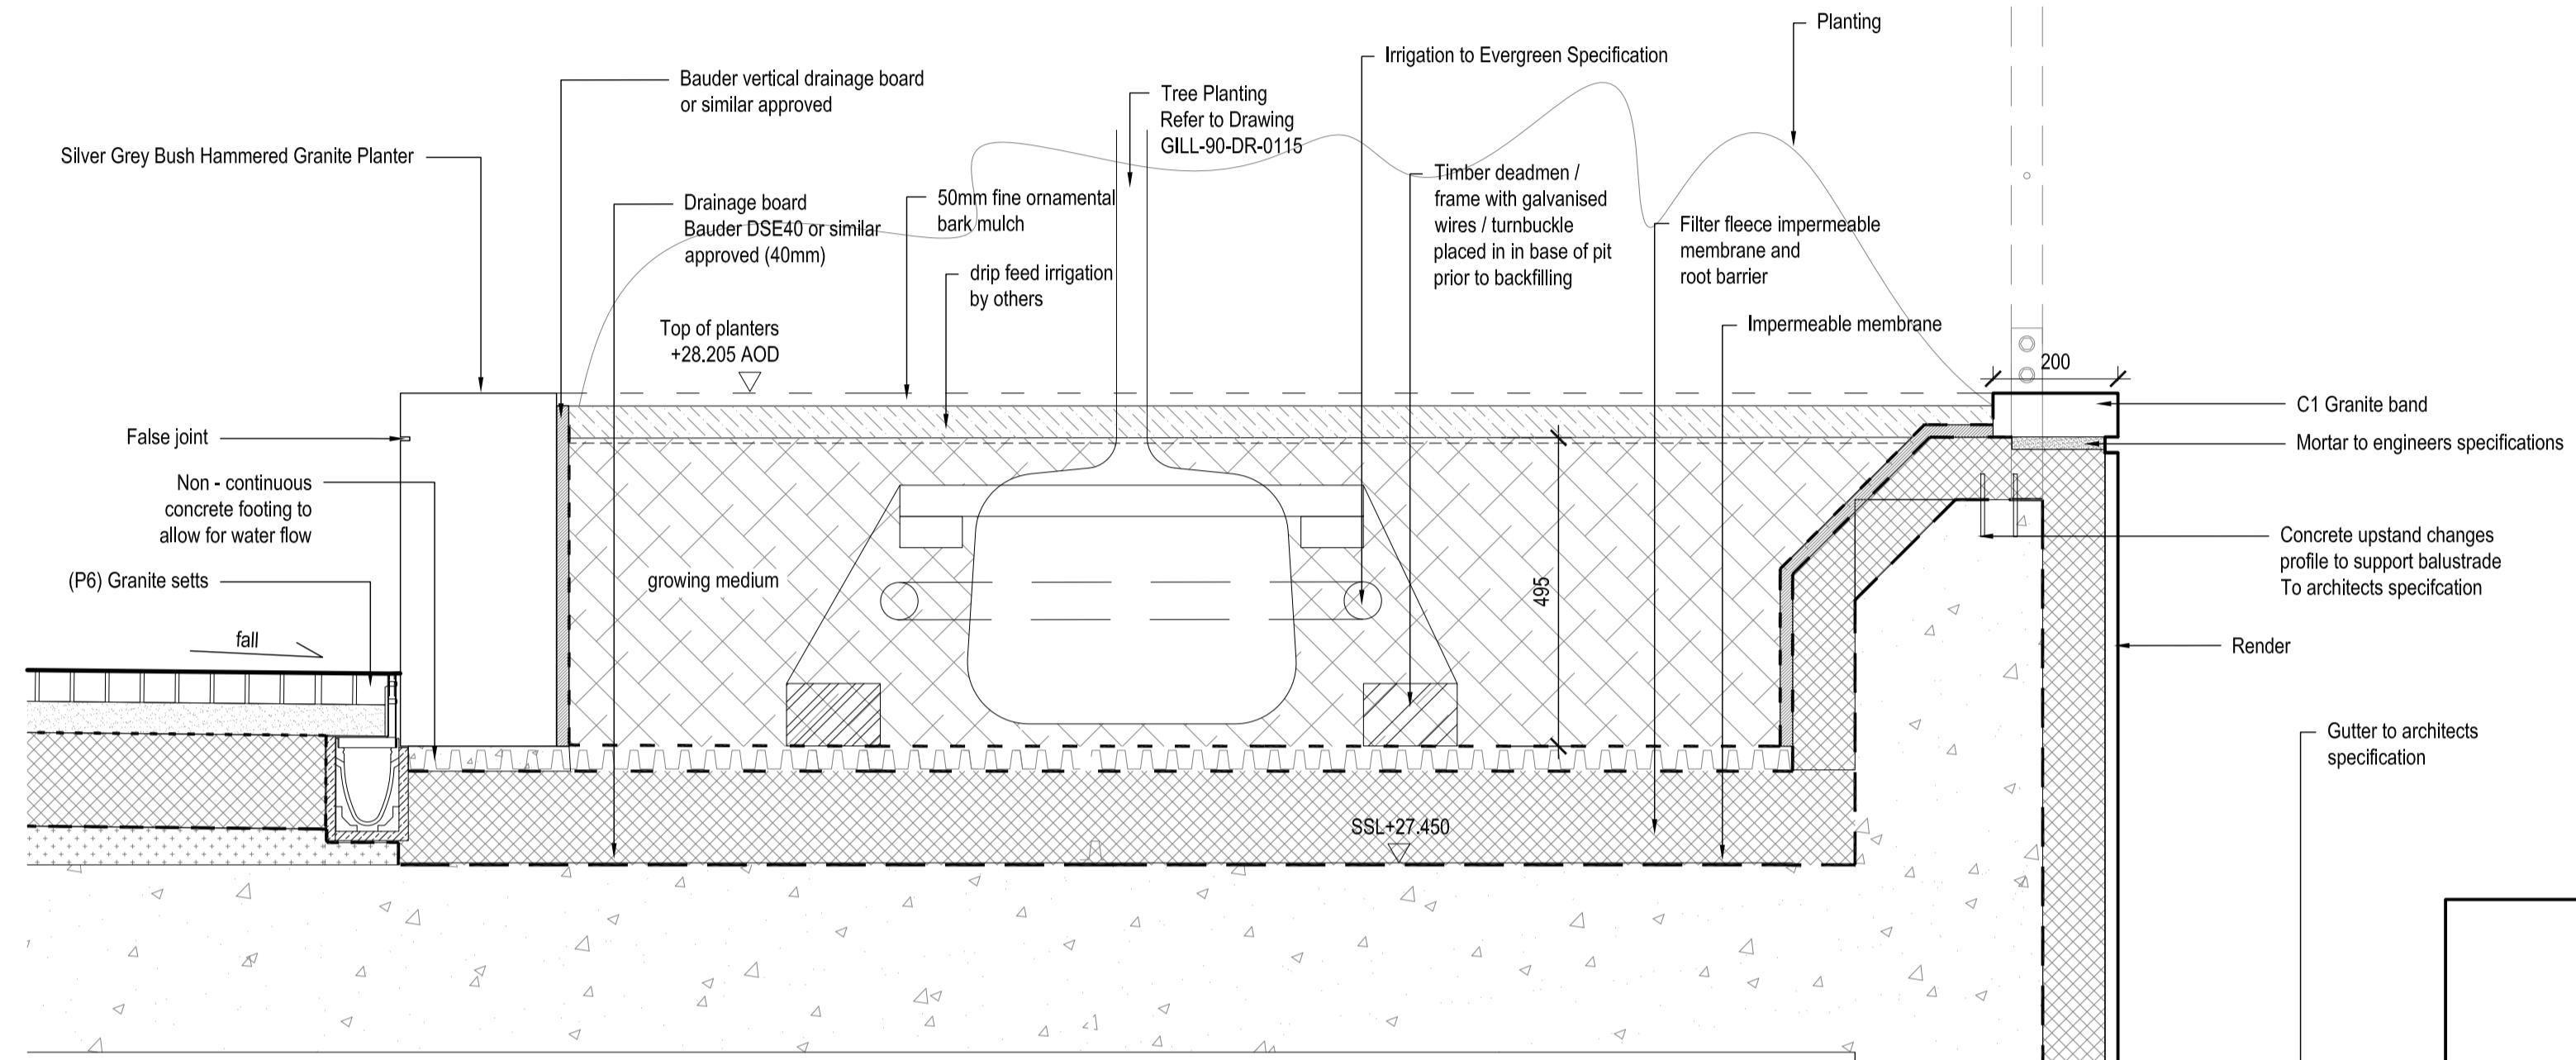 Planting
Irrigation to Evergreen Specification
Bauder vertical drainage board
or similar approved
Tree Planting
Refer to Drawing
GILL-90-DR-0115
Silver Grey Bush Hammered Granite Planter
Timber deadmen /
frame with galvanised
wires / turnbuckle
placed in in base of pit
prior to backfilling
Drainage board
Bauder DSE40 or similar
approved (40mm)
50mm fine ornamental
bark mulch
Filter fleece impermeable
membrane and
root barrier
drip feed irrigation
by others
Top of planters
+28.205 AOD
Impermeable membrane
200
C1 Granite band
False joint
Mortar to engineers specifications
Non - continuous
concrete footing to
allow for water flow
Concrete upstand changes
profile to support balustrade
To architects specifcation
(P6) Granite setts
growing medium
495
fall
Render
Gutter to architects
specification
SSL+27.450